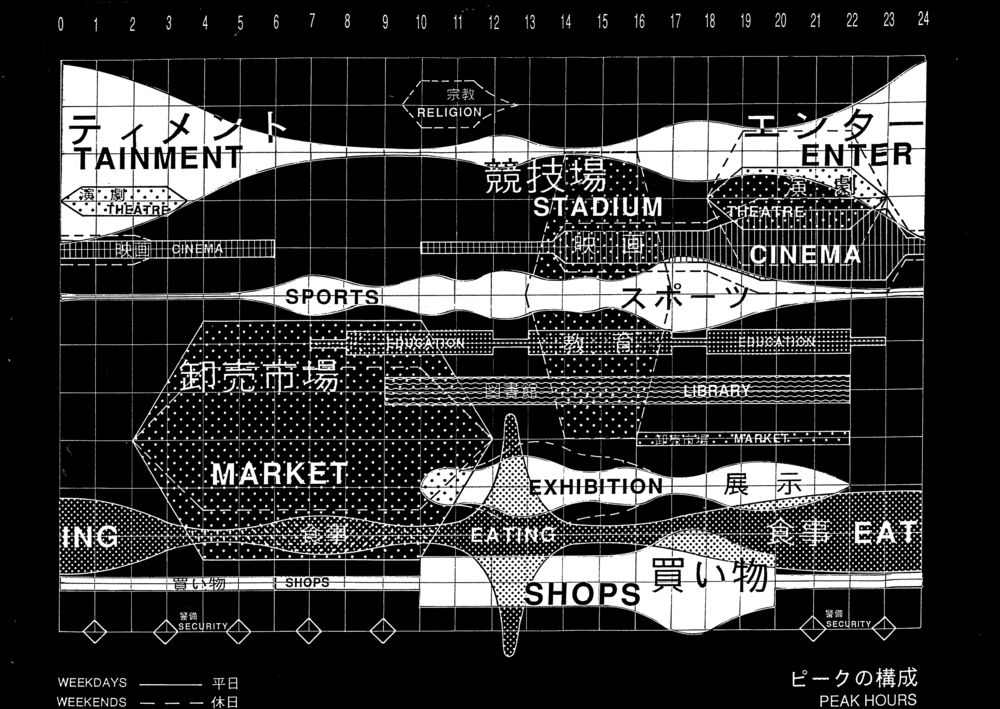 0 1 2 3 4 5 6 7 8 9 10 11 12 13 14 15 16 17 18 19 20 21 22 23 24
宗教
RELIGION
ティメント
TAINMENT
エンター
ENTER
競技場
STADIUM
演劇
THEATRE
演劇
THEATRE
映画 CINEMA
映画
CINEMA
SPORTS
スポーツ
EDUCATION
教育
EDUCATION
卸売市場
MARKET
図書館
LIBRARY
卸売市場 MARKET
EXHIBITION
展示
ING
食事
EATING
食事
EAT
買い物
SHOPS
SHOPS
買い物
警備
SECURITY
警備
SECURITY
WEEKDAYS 平日
WEEKENDS 休日
ピークの構成
PEAK HOURS